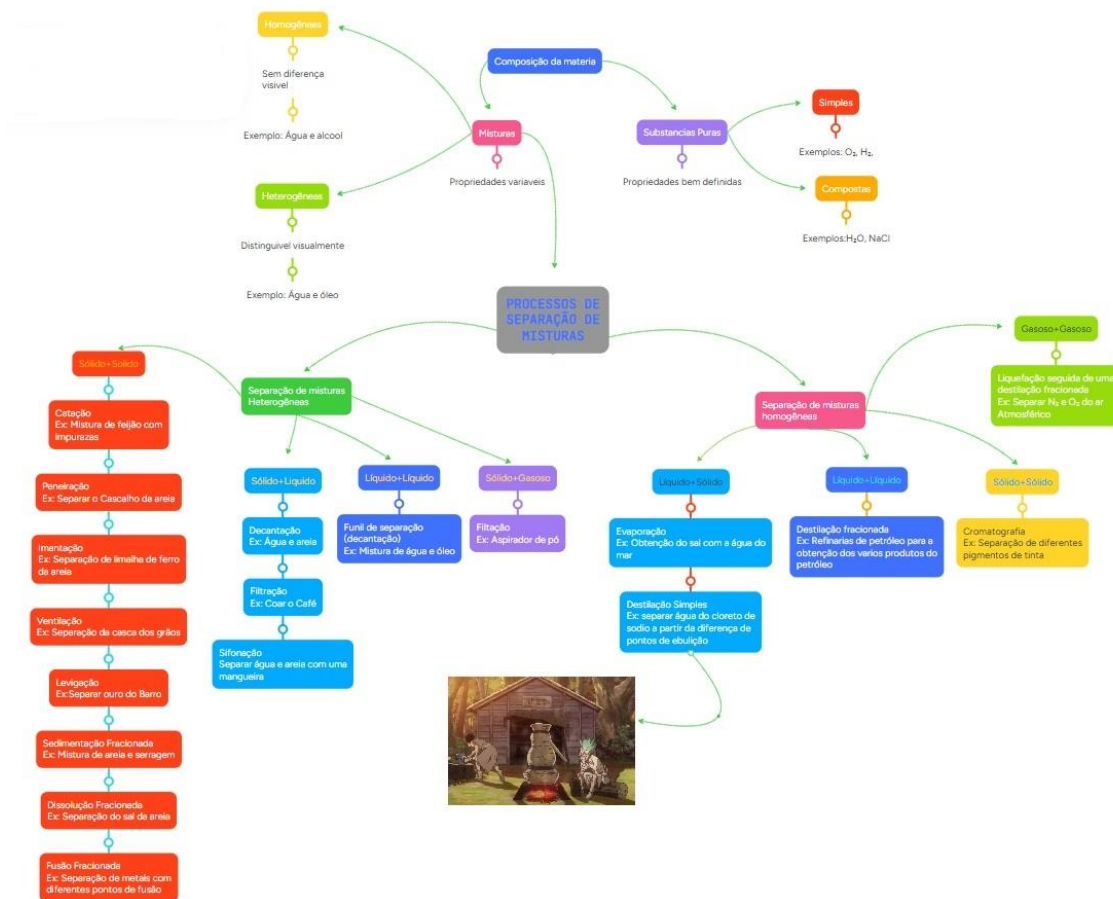 Composição da materia
Misturas
Propriedades variaveis
Substancias Puras
Propriedades bem definidas
Simples
Exemplos: O₂, H₂,
Compostas
Exemplos:H₂O, NaCl
Homogêneas
Sem diferença
visivel
Exemplo: Água e alcool
Heterogêneas
Distinguivel visualmente
Exemplo: Água e óleo
PROCESSOS DE
SEPARAÇÃO DE
MISTURAS
Separação de misturas
Heterogêneas
Sólido+Solido
Catação
Ex: Mistura de feijão com
impurazas
Peneiração
Ex: Separar o Cascalho da areia
Imentação
Ex: Separação de limalha de ferro
da areia
Ventilação
Ex: Separação da casca dos grãos
Levigação
Ex:Separar ouro do Barro
Sedimentação Fracionada
Ex: Mistura de areia e serragem
Dissolução Fracionada
Ex: Separação do sal da areia
Fusão Fracionada
Ex: Separação de metais com
diferentes pontos de fusão
Sólido+Liquido
Decantação
Ex: Água e areia
Filtração
Ex: Coar o Café
Sifonação
Separar água e areia com uma
mangueira
Líquido+Líquido
Funil de separação
(decantação)
Ex: Mistura de água e óleo
Sólido+Gasoso
Filtação
Ex: Aspirador de pó
Separação de misturas
homogêneas
Líquido+Sólido
Evaporação
Ex: Obtenção do sal com a água do
mar
Destilação Simples
Ex: separar água do cloreto de
sodio a partir da diferença de
pontos de ebulição
Líquido+Líquido
Destilação fracionada
Ex: Refinarias de petróleo para a
obtenção dos varios produtos do
petróleo
Sólido+Sólido
Cromatografia
Ex: Separação de diferentes
pigmentos de tinta
Gasoso+Gasoso
Liquefação seguida de uma
destilação fracionada
Ex: Separar N₂ e O₂ do ar
Atmosférico